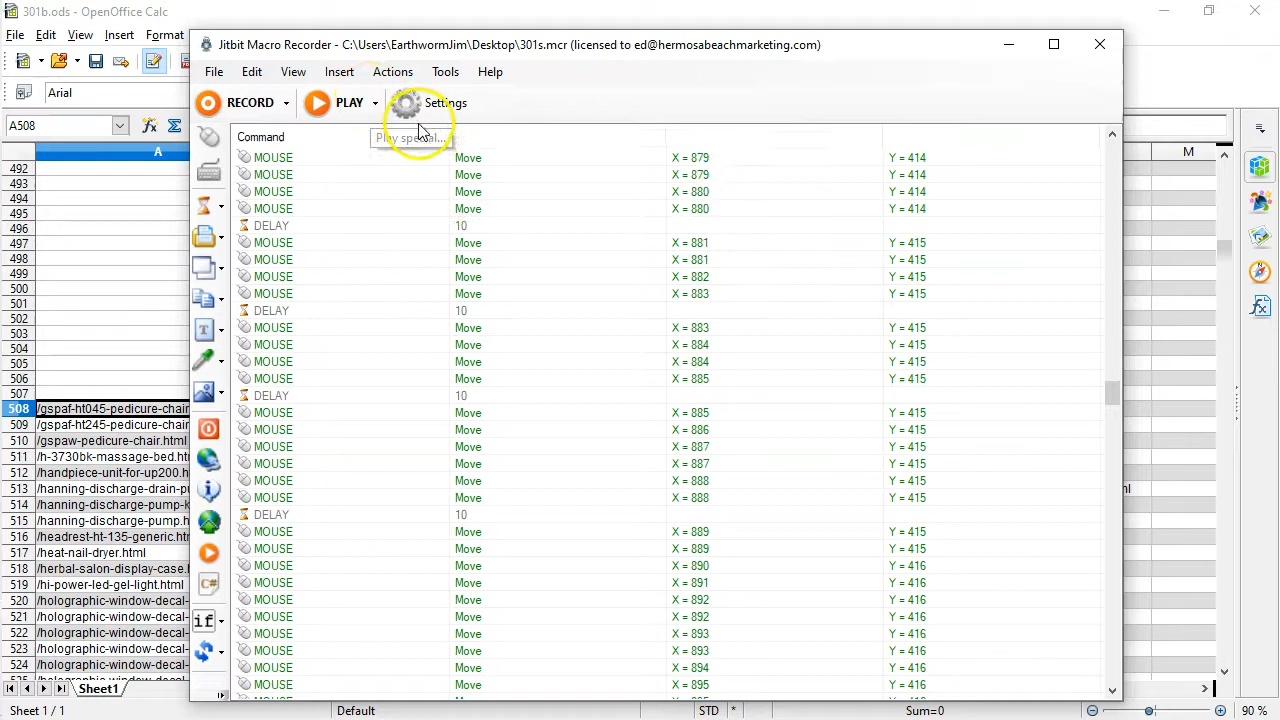 301b.ods - OpenOffice Calc
File Edit View Insert Format
Arial
A508
A
M
492
493
494
495
496
497
498
499
500
501
502
503
504
505
506
507
508 /gspaf-ht045-pedicure-chair
509 /gspaf-ht245-pedicure-chair
510 /gspaw-pedicure-chair.html
511 /h-3730bk-massage-bed.htm
512 /handpiece-unit-for-up200.h
513 /hanning-discharge-drain-pu
514 /hanning-discharge-pump-k
515 /hanning-discharge-pump.h
516 /headrest-ht-135-generic.ht
517 /heat-nail-dryer.html
518 /herbal-salon-display-case.
519 /hi-power-led-gel-light.html
520 /holographic-window-decal-
521 /holographic-window-decal-
522 /holographic-window-decal-
523 /holographic-window-decal-
524 /holographic-window-decal-
Sheet1
Sheet 1 / 1
Default
STD *
Sum=0
90 %
Jitbit Macro Recorder - C:\Users\EarthwormJim\Desktop\301s.mcr (licensed to ed@hermosabeachmarketing.com)
File Edit View Insert Actions Tools Help
RECORD PLAY Settings
Play special...
Command
MOUSE Move X = 879 Y = 414
MOUSE Move X = 879 Y = 414
MOUSE Move X = 880 Y = 414
MOUSE Move X = 880 Y = 414
DELAY 10
MOUSE Move X = 881 Y = 415
MOUSE Move X = 881 Y = 415
MOUSE Move X = 882 Y = 415
MOUSE Move X = 883 Y = 415
DELAY 10
MOUSE Move X = 883 Y = 415
MOUSE Move X = 884 Y = 415
MOUSE Move X = 884 Y = 415
MOUSE Move X = 885 Y = 415
DELAY 10
MOUSE Move X = 885 Y = 415
MOUSE Move X = 886 Y = 415
MOUSE Move X = 887 Y = 415
MOUSE Move X = 887 Y = 415
MOUSE Move X = 888 Y = 415
MOUSE Move X = 888 Y = 415
DELAY 10
MOUSE Move X = 889 Y = 415
MOUSE Move X = 889 Y = 415
MOUSE Move X = 890 Y = 416
MOUSE Move X = 891 Y = 416
MOUSE Move X = 892 Y = 416
MOUSE Move X = 892 Y = 416
MOUSE Move X = 893 Y = 416
MOUSE Move X = 893 Y = 416
MOUSE Move X = 894 Y = 416
MOUSE Move X = 895 Y = 416
C#
if
T
ml